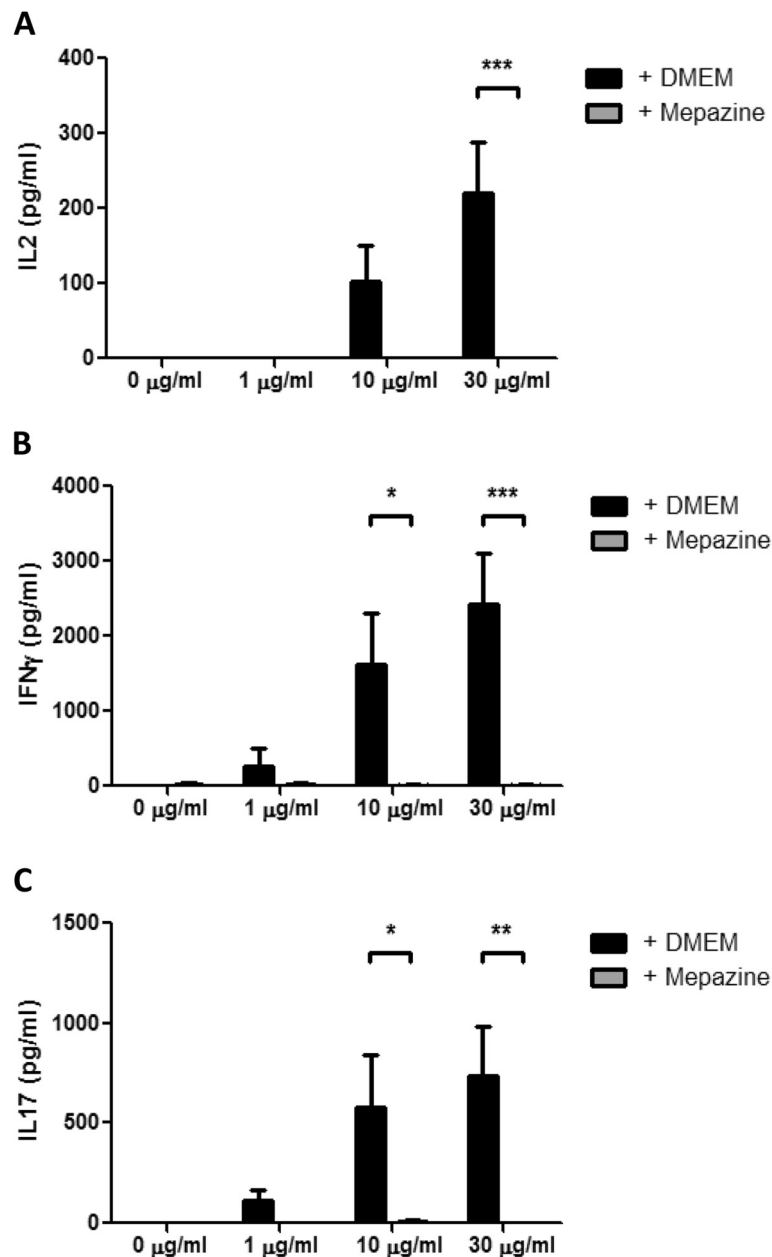 A
400
300
200
100
0
IL2 (pg/ml)
***
+ DMEM
+ Mepazine
0 μg/ml 1 μg/ml 10 μg/ml 30 μg/ml
B
4000
3000
2000
1000
0
IFNγ (pg/ml)
* ***
+ DMEM
+ Mepazine
0 μg/ml 1 μg/ml 10 μg/ml 30 μg/ml
C
1500
1000
500
0
IL17 (pg/ml)
* **
+ DMEM
+ Mepazine
0 μg/ml 1 μg/ml 10 μg/ml 30 μg/ml